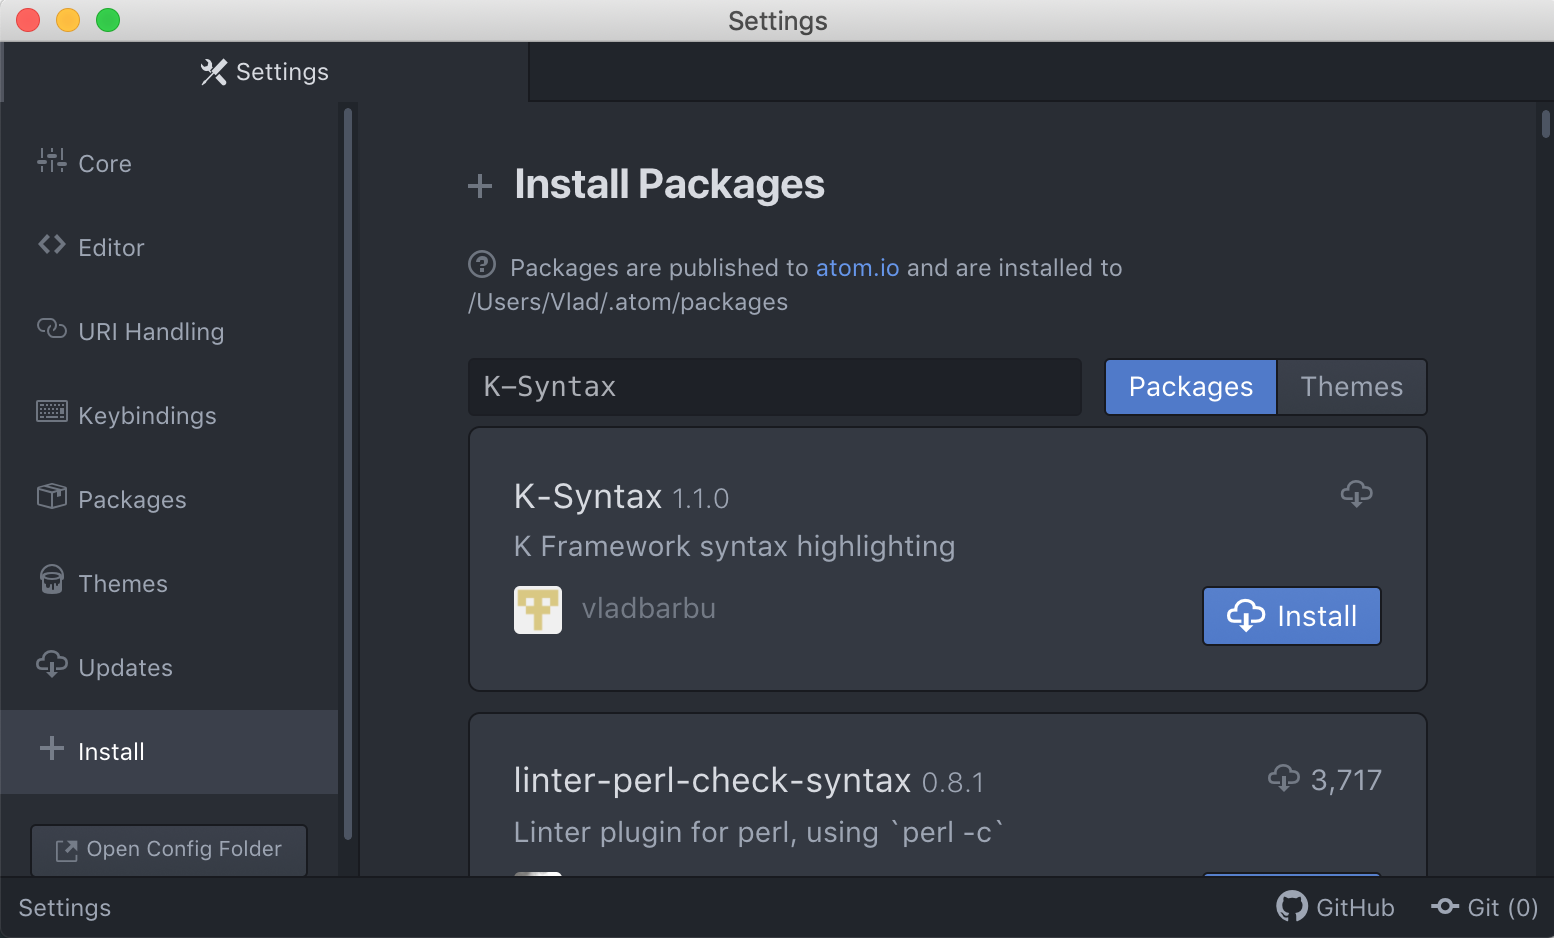 Settings
Settings
Core
Editor
URI Handling
Keybindings
Packages
Themes
Updates
Install
Open Config Folder
Install Packages
Packages are published to atom.io and are installed to
/Users/Vlad/.atom/packages
K-Syntax
Packages
Themes
K-Syntax 1.1.0
K Framework syntax highlighting
vladbarbu
Install
linter-perl-check-syntax 0.8.1
3,717
Linter plugin for perl, using `perl -c`
Settings
GitHub
Git (0)